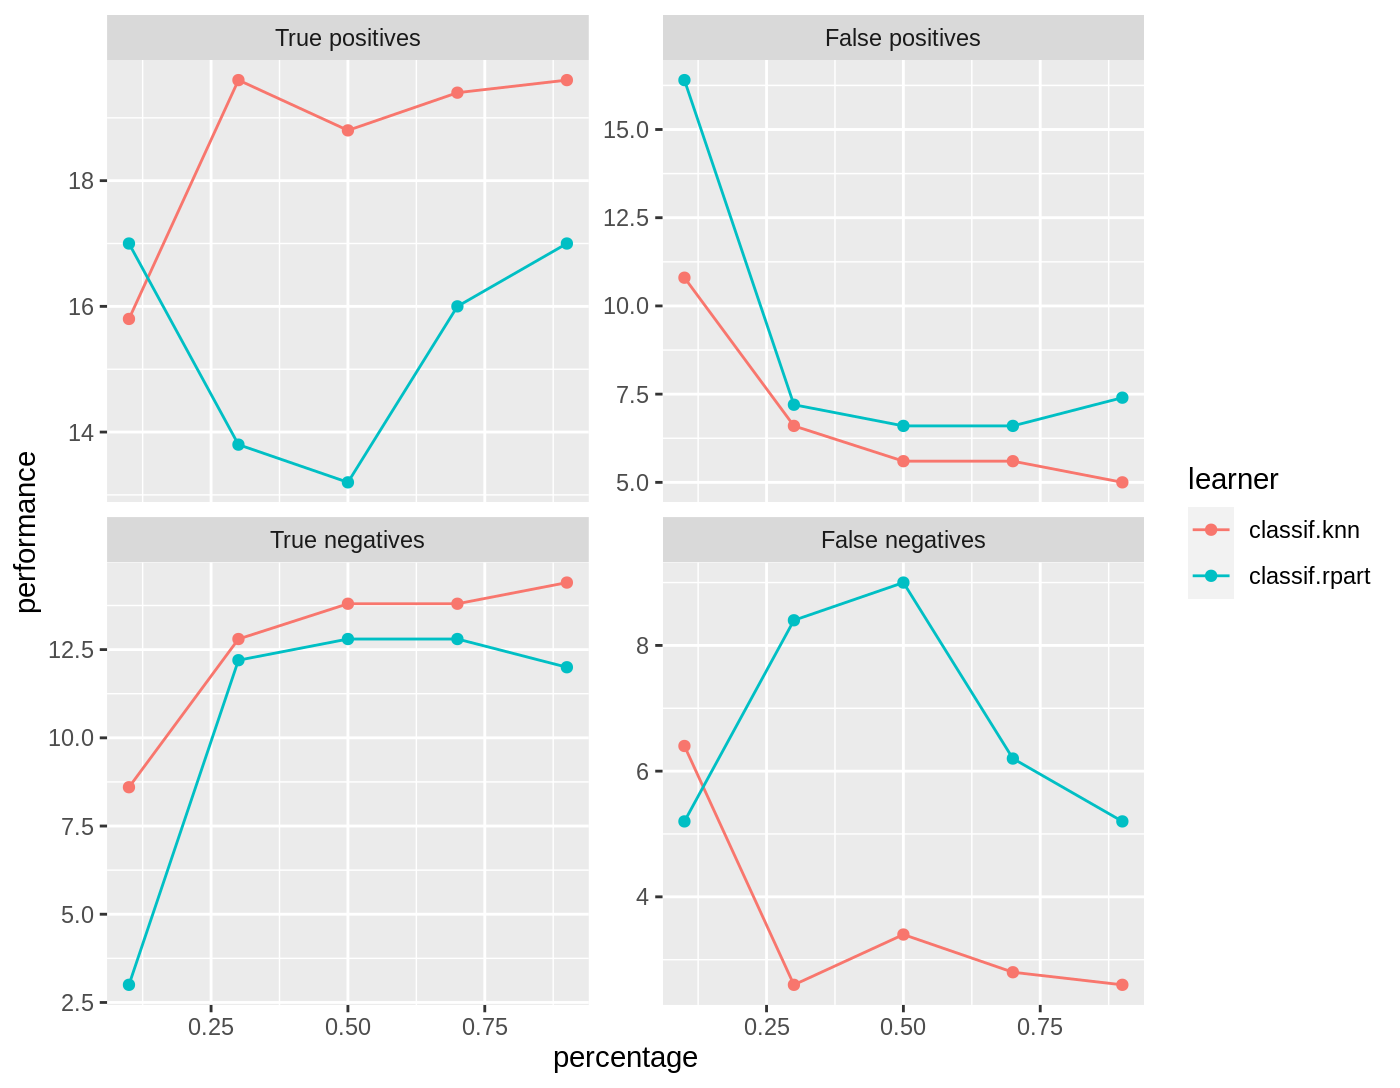 True positives
False positives
18
16
14
15.0
12.5
10.0
7.5
5.0
True negatives
False negatives
12.5
10.0
7.5
5.0
2.5
8
6
4
0.25 0.50 0.75
0.25 0.50 0.75
percentage
performance
learner
classif.knn
classif.rpart